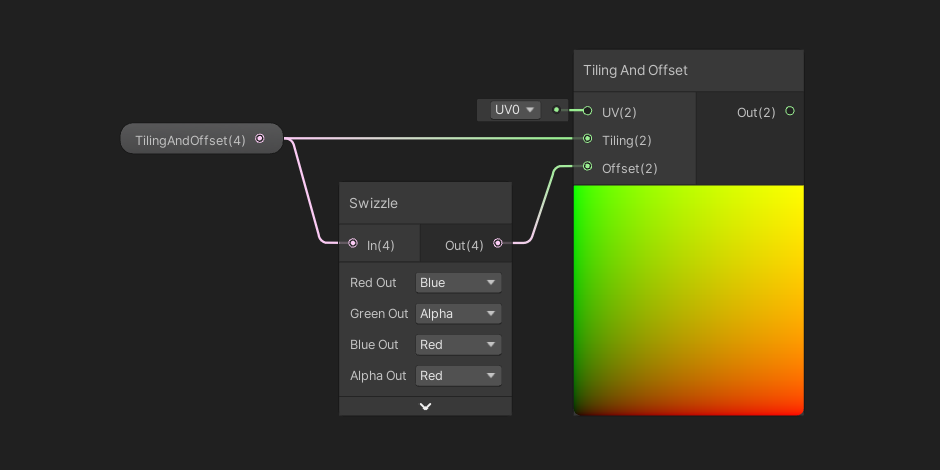 Tiling And Offset
UV0
UV(2)
Out(2)
TilingAndOffset(4)
Tiling(2)
Offset(2)
Swizzle
In(4)
Out(4)
Red Out
Blue
Green Out
Alpha
Blue Out
Red
Alpha Out
Red